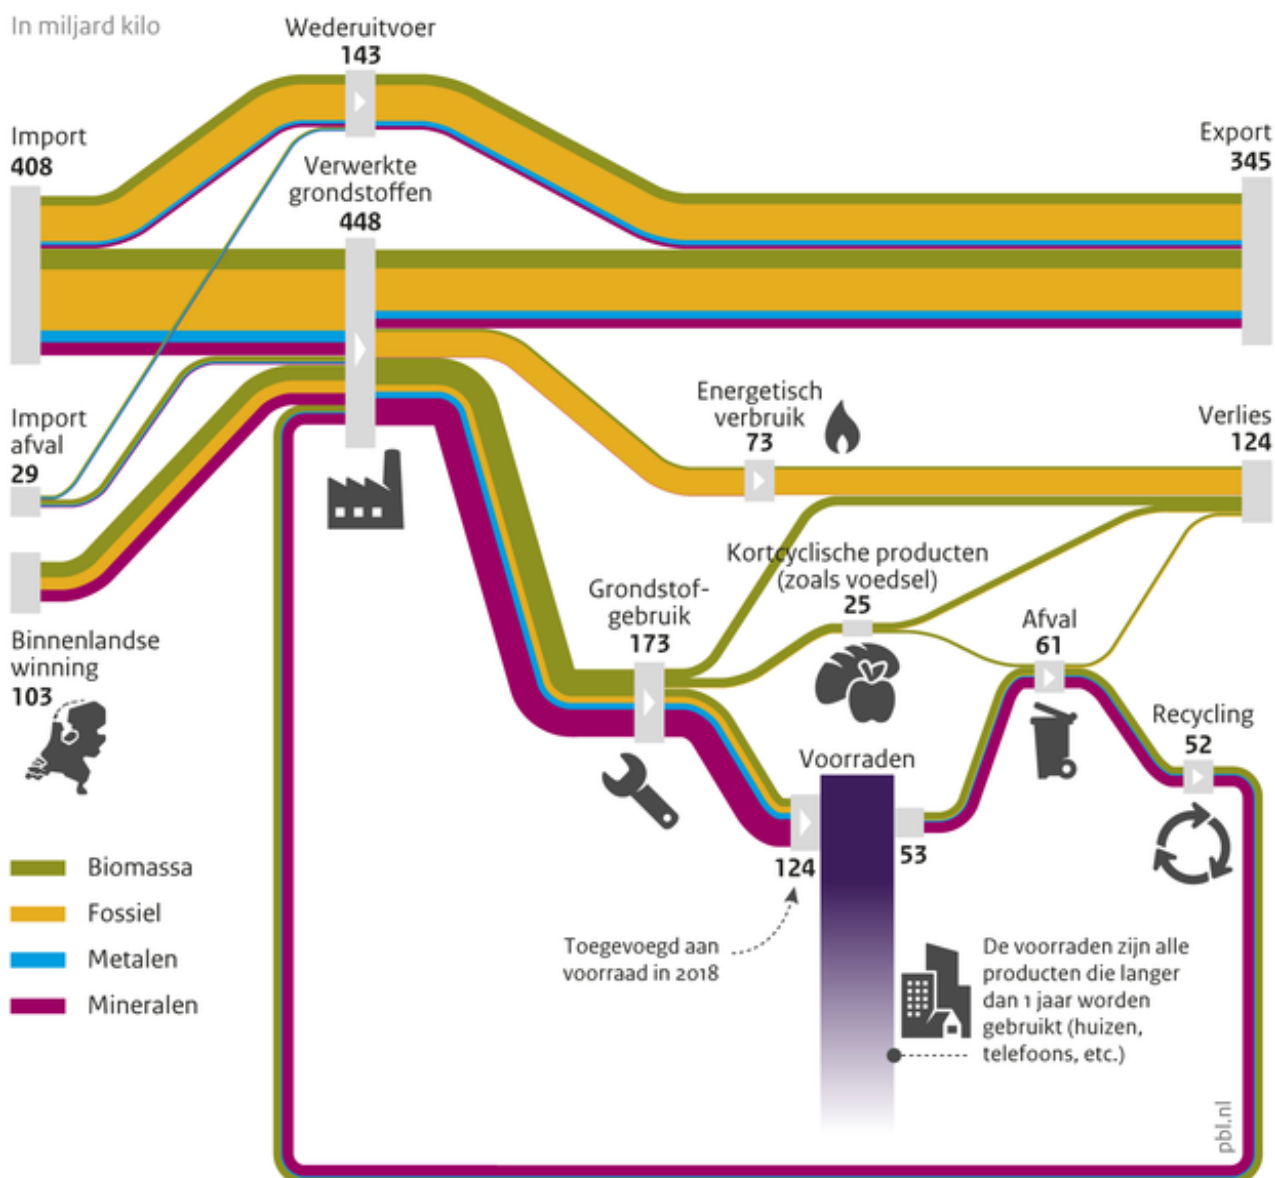 In miljard kilo
Wederuitvoer
143
Import
408
Export
345
Verwerkte
grondstoffen
448
Import
afval
29
Energetisch
verbruik
73
Verlies
124
Kortcyclische producten
(zoals voedsel)
25
Grondstof-
gebruik
173
Afval
61
Binnenlandse
winning
103
Recycling
52
Voorraden
124
53
Biomassa
Fossiel
Metalen
Mineralen
Toegevoegd aan
voorraad in 2018
De voorraden zijn alle
producten die langer
dan 1 jaar worden
gebruikt (huizen,
telefoons, etc.)
pbl.nl